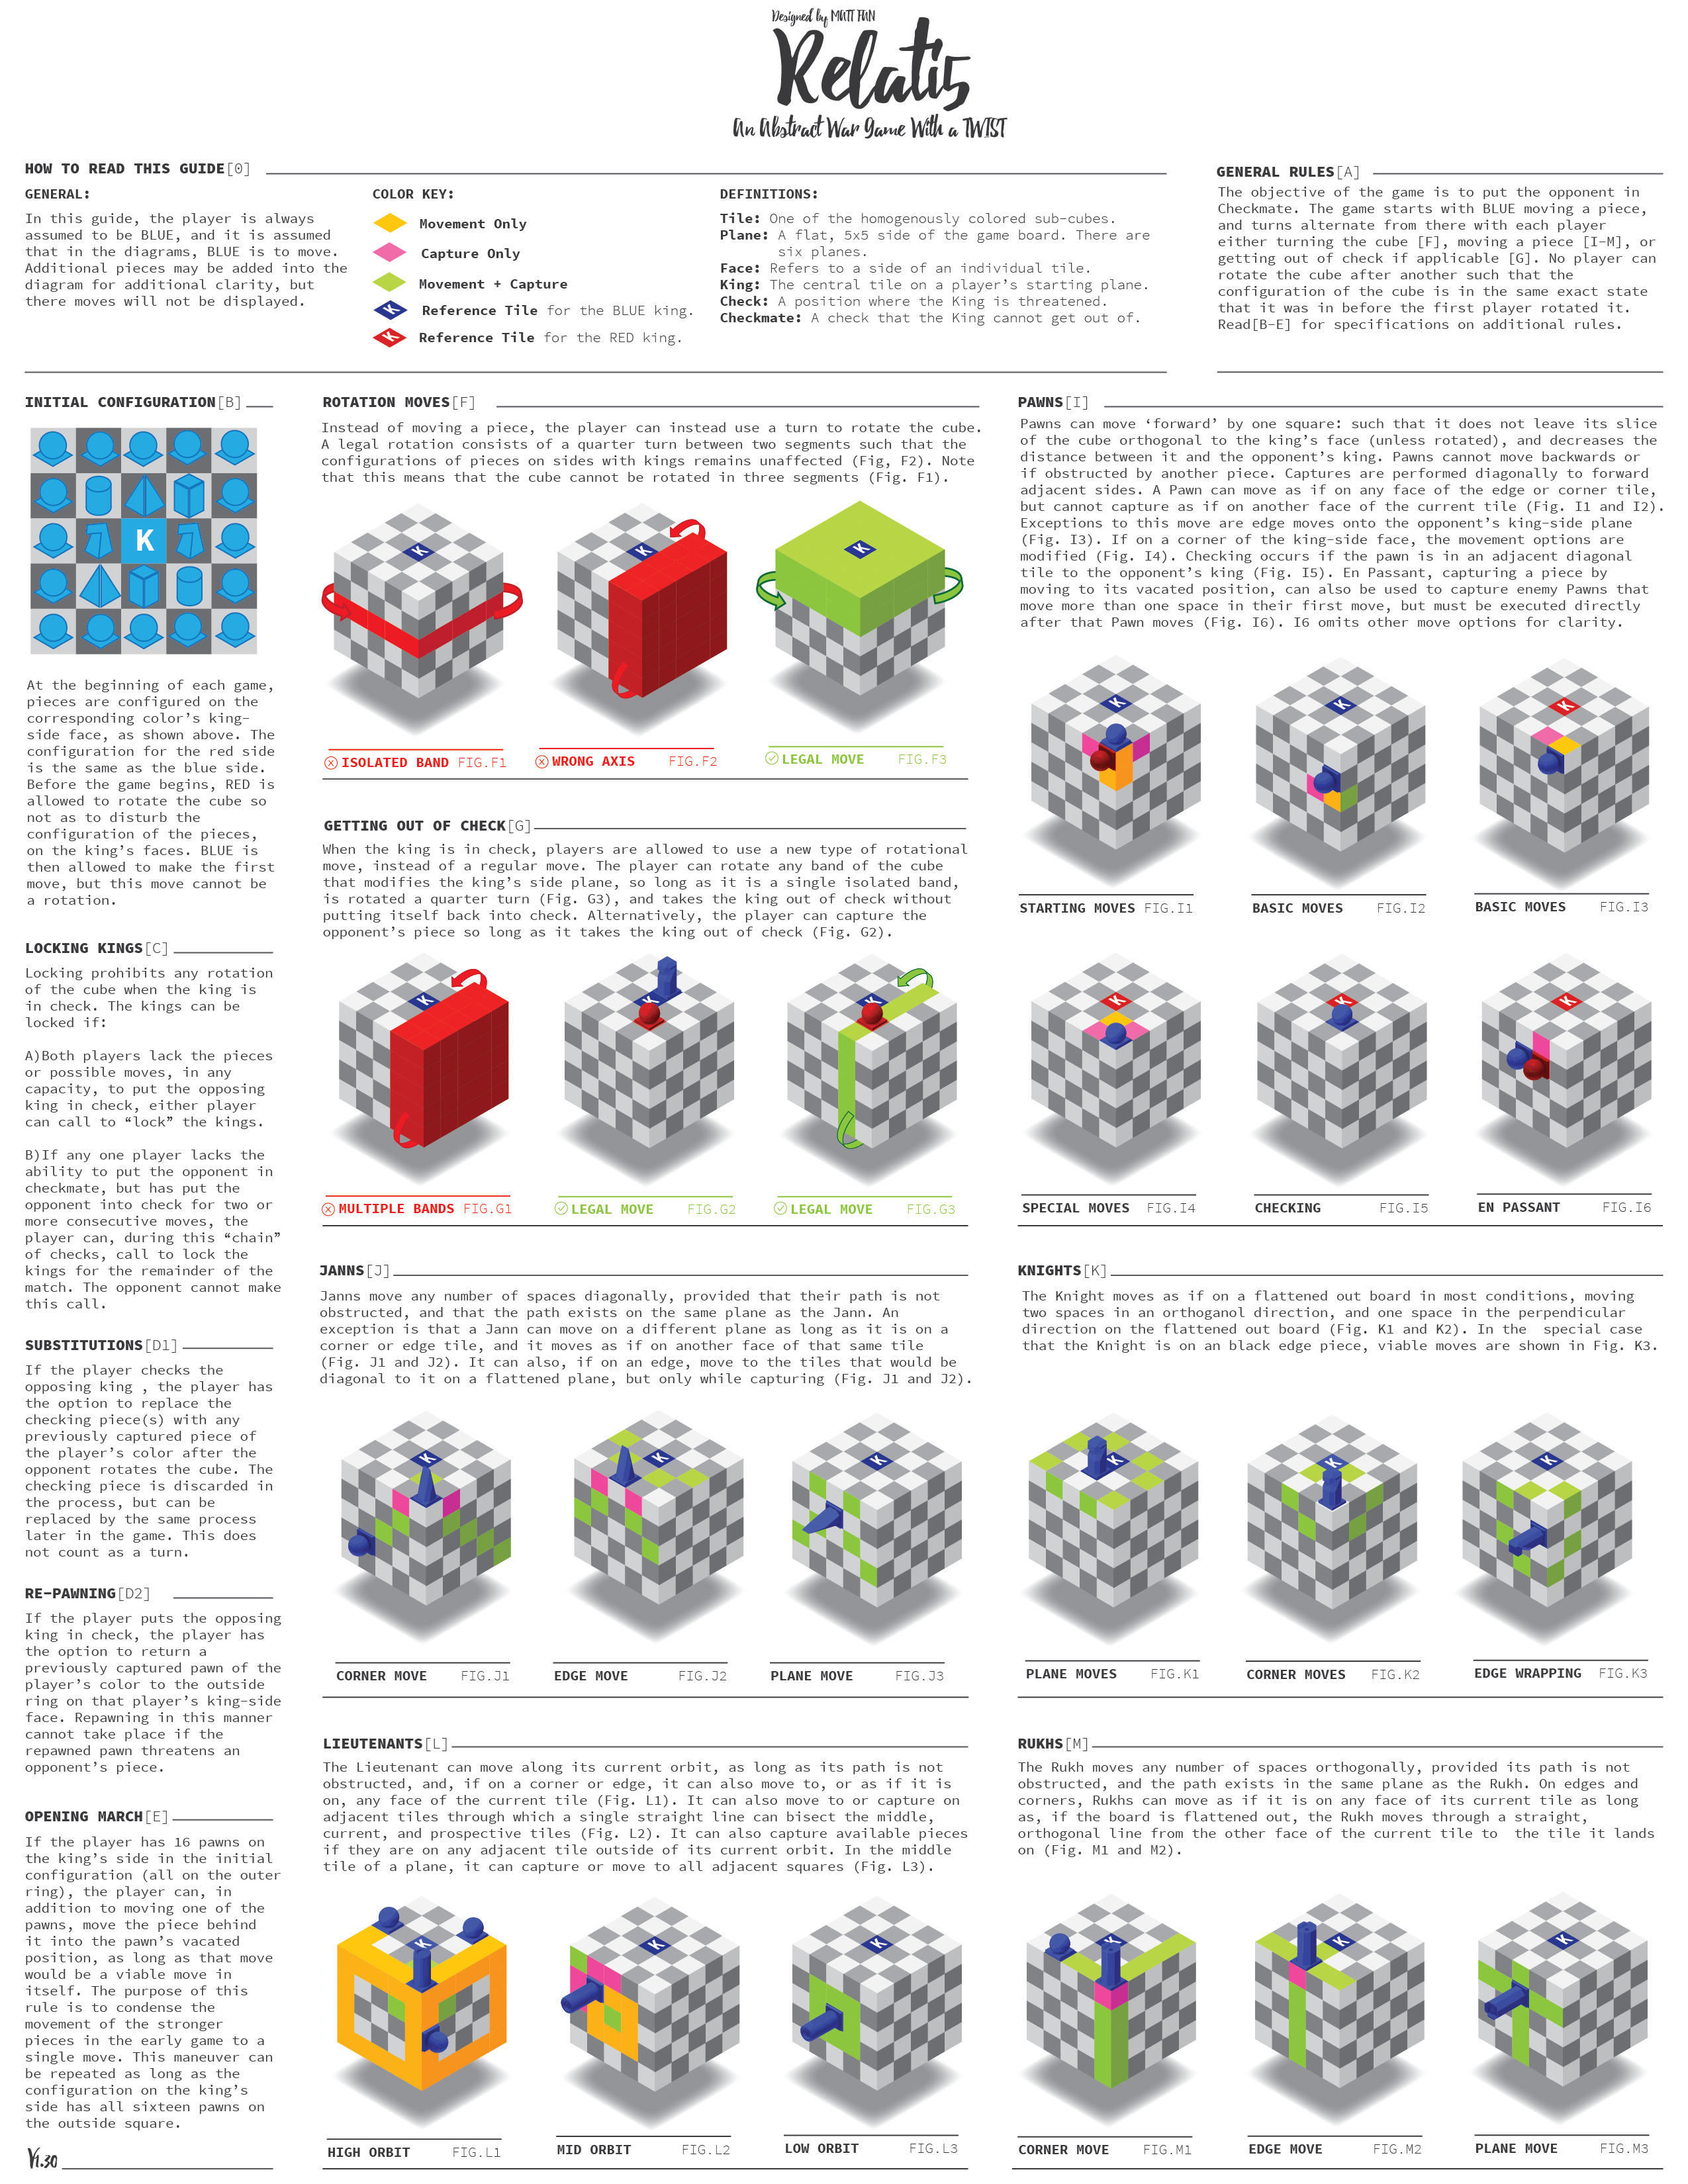 Designed by MATT FAN
Relati5
An Abstract War Game With a TWIST
HOW TO READ THIS GUIDE[0]
GENERAL:
In this guide, the player is always
assumed to be BLUE, and it is assumed
that in the diagrams, BLUE is to move.
Additional pieces may be added into the
diagram for additional clarity, but
there moves will not be displayed.
COLOR KEY:
Movement Only
Capture Only
Movement + Capture
K Reference Tile for the BLUE king.
K Reference Tile for the RED king.
DEFINITIONS:
Tile: One of the homogenously colored sub-cubes.
Plane: A flat, 5x5 side of the game board. There are
six planes.
Face: Refers to a side of an individual tile.
King: The central tile on a player's starting plane.
Check: A position where the King is threatened.
Checkmate: A check that the King cannot get out of.
GENERAL RULES[A]
The objective of the game is to put the opponent in
Checkmate. The game starts with BLUE moving a piece,
and turns alternate from there with each player
either turning the cube [F], moving a piece [I-M], or
getting out of check if applicable [G]. No player can
rotate the cube after another such that the
configuration of the cube is in the same exact state
that it was in before the first player rotated it.
Read[B-E] for specifications on additional rules.
INITIAL CONFIGURATION[B]
K
At the beginning of each game,
pieces are configured on the
corresponding color's king-
side face, as shown above. The
configuration for the red side
is the same as the blue side.
Before the game begins, RED is
allowed to rotate the cube so
not as to disturb the
configuration of the pieces,
on the king's faces. BLUE is
then allowed to make the first
move, but this move cannot be
a rotation.
LOCKING KINGS[C]
Locking prohibits any rotation
of the cube when the king is
in check. The kings can be
locked if:
A)Both players lack the pieces
or possible moves, in any
capacity, to put the opposing
king in check, either player
can call to “lock” the kings.
B)If any one player lacks the
ability to put the opponent in
checkmate, but has put the
opponent into check for two or
more consecutive moves, the
player can, during this “chain”
of checks, call to lock the
kings for the remainder of the
match. The opponent cannot make
this call.
SUBSTITUTIONS[D1]
If the player checks the
opposing king , the player has
the option to replace the
checking piece(s) with any
previously captured piece of
the player's color after the
opponent rotates the cube. The
checking piece is discarded in
the process, but can be
replaced by the same process
later in the game. This does
not count as a turn.
RE-PAWNING[D2]
If the player puts the opposing
king in check, the player has
the option to return a
previously captured pawn of the
player's color to the outside
ring on that player's king-side
face. Repawning in this manner
cannot take place if the
repawned pawn threatens an
opponent's piece.
OPENING MARCH[E]
If the player has 16 pawns on
the king's side in the initial
configuration (all on the outer
ring), the player can, in
addition to moving one of the
pawns, move the piece behind
it into the pawn's vacated
position, as long as that move
would be a viable move in
itself. The purpose of this
rule is to condense the
movement of the stronger
pieces in the early game to a
single move. This maneuver can
be repeated as long as the
configuration on the king's
side has all sixteen pawns on
the outside square.
V1.30
ROTATION MOVES[F]
Instead of moving a piece, the player can instead use a turn to rotate the cube.
A legal rotation consists of a quarter turn between two segments such that the
configurations of pieces on sides with kings remains unaffected (Fig, F2). Note
that this means that the cube cannot be rotated in three segments (Fig. F1).
K K K
ISOLATED BAND FIG.F1
WRONG AXIS FIG.F2
LEGAL MOVE FIG.F3
GETTING OUT OF CHECK[G]
When the king is in check, players are allowed to use a new type of rotational
move, instead of a regular move. The player can rotate any band of the cube
that modifies the king's side plane, so long as it is a single isolated band,
is rotated a quarter turn (Fig. G3), and takes the king out of check without
putting itself back into check. Alternatively, the player can capture the
opponent's piece so long as it takes the king out of check (Fig. G2).
K K K
MULTIPLE BANDS FIG.G1
LEGAL MOVE FIG.G2
LEGAL MOVE FIG.G3
PAWNS[I]
Pawns can move ‘forward’ by one square: such that it does not leave its slice
of the cube orthogonal to the king's face (unless rotated), and decreases the
distance between it and the opponent's king. Pawns cannot move backwards or
if obstructed by another piece. Captures are performed diagonally to forward
adjacent sides. A Pawn can move as if on any face of the edge or corner tile,
but cannot capture as if on another face of the current tile (Fig. I1 and I2).
Exceptions to this move are edge moves onto the opponent's king-side plane
(Fig. I3). If on a corner of the king-side face, the movement options are
modified (Fig. I4). Checking occurs if the pawn is in an adjacent diagonal
tile to the opponent's king (Fig. I5). En Passant, capturing a piece by
moving to its vacated position, can also be used to capture enemy Pawns that
move more than one space in their first move, but must be executed directly
after that Pawn moves (Fig. I6). I6 omits other move options for clarity.
K K K
STARTING MOVES FIG.I1
BASIC MOVES FIG.I2
BASIC MOVES FIG.I3
K K K
SPECIAL MOVES FIG.I4
CHECKING FIG.I5
EN PASSANT FIG.I6
JANNS[J]
Janns move any number of spaces diagonally, provided that their path is not
obstructed, and that the path exists on the same plane as the Jann. An
exception is that a Jann can move on a different plane as long as it is on a
corner or edge tile, and it moves as if on another face of that same tile
(Fig. J1 and J2). It can also, if on an edge, move to the tiles that would be
diagonal to it on a flattened plane, but only while capturing (Fig. J1 and J2).
K K K
CORNER MOVE FIG.J1
EDGE MOVE FIG.J2
PLANE MOVE FIG.J3
KNIGHTS[K]
The Knight moves as if on a flattened out board in most conditions, moving
two spaces in an orthoganol direction, and one space in the perpendicular
direction on the flattened out board (Fig. K1 and K2). In the  special case
that the Knight is on an black edge piece, viable moves are shown in Fig. K3.
K K K
PLANE MOVES FIG.K1
CORNER MOVES FIG.K2
EDGE WRAPPING FIG.K3
LIEUTENANTS[L]
The Lieutenant can move along its current orbit, as long as its path is not
obstructed, and, if on a corner or edge, it can also move to, or as if it is
on, any face of the current tile (Fig. L1). It can also move to or capture on
adjacent tiles through which a single straight line can bisect the middle,
current, and prospective tiles (Fig. L2). It can also capture available pieces
if they are on any adjacent tile outside of its current orbit. In the middle
tile of a plane, it can capture or move to all adjacent squares (Fig. L3).
K K K
HIGH ORBIT FIG.L1
MID ORBIT FIG.L2
LOW ORBIT FIG.L3
RUKHS[M]
The Rukh moves any number of spaces orthogonally, provided its path is not
obstructed, and the path exists in the same plane as the Rukh. On edges and
corners, Rukhs can move as if it is on any face of its current tile as long
as, if the board is flattened out, the Rukh moves through a straight,
orthogonal line from the other face of the current tile to  the tile it lands
on (Fig. M1 and M2).
K K K
CORNER MOVE FIG.M1
EDGE MOVE FIG.M2
PLANE MOVE FIG.M3